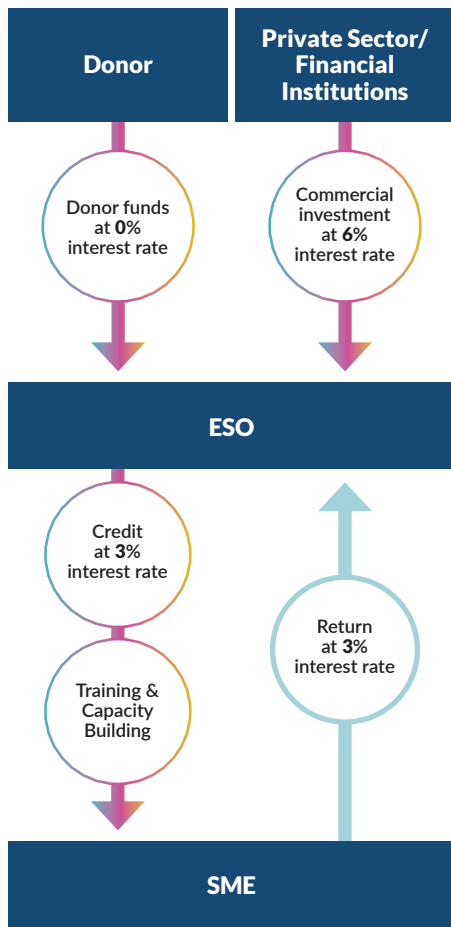 Donor
Private Sector/
Financial
Institutions
Donor funds
at 0%
interest rate
Commercial
investment
at 6%
interest rate
ESO
Credit
at 3%
interest rate
Training &
Capacity
Building
Return
at 3%
interest rate
SME